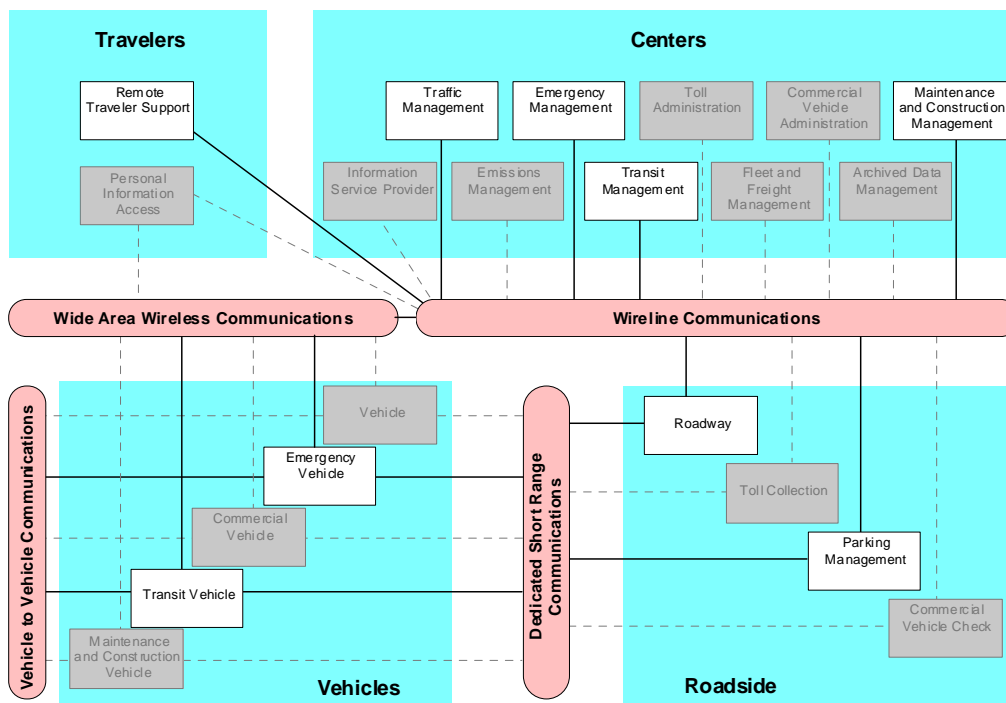 Travelers
Centers
Remote
Traveler Support
Traffic
Management
Emergency
Management
Toll
Administration
Commercial
Vehicle
Administration
Maintenance
and Construction
Management
Personal
Information
Access
Information
Service Provider
Emissions
Management
Transit
Management
Fleet and
Freight
Management
Archived Data
Management
Wide Area Wireless Communications
Wireline Communications
Vehicle to Vehicle Communications
Vehicle
Emergency
Vehicle
Commercial
Vehicle
Transit Vehicle
Maintenance
and Construction
Vehicle
Vehicles
Dedicated Short Range
Communications
Roadway
Toll Collection
Parking
Management
Commercial
Vehicle Check
Roadside